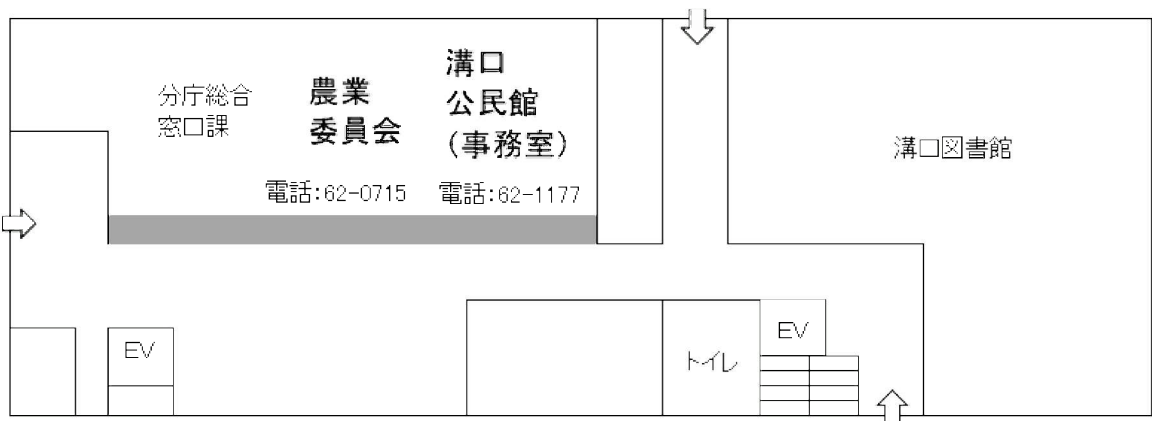 分庁総合
窓口課
農業
委員会
電話:62-0715
溝口
公民館
(事務室)
電話:62-1177
溝口図書館
EV
トイレ
EV